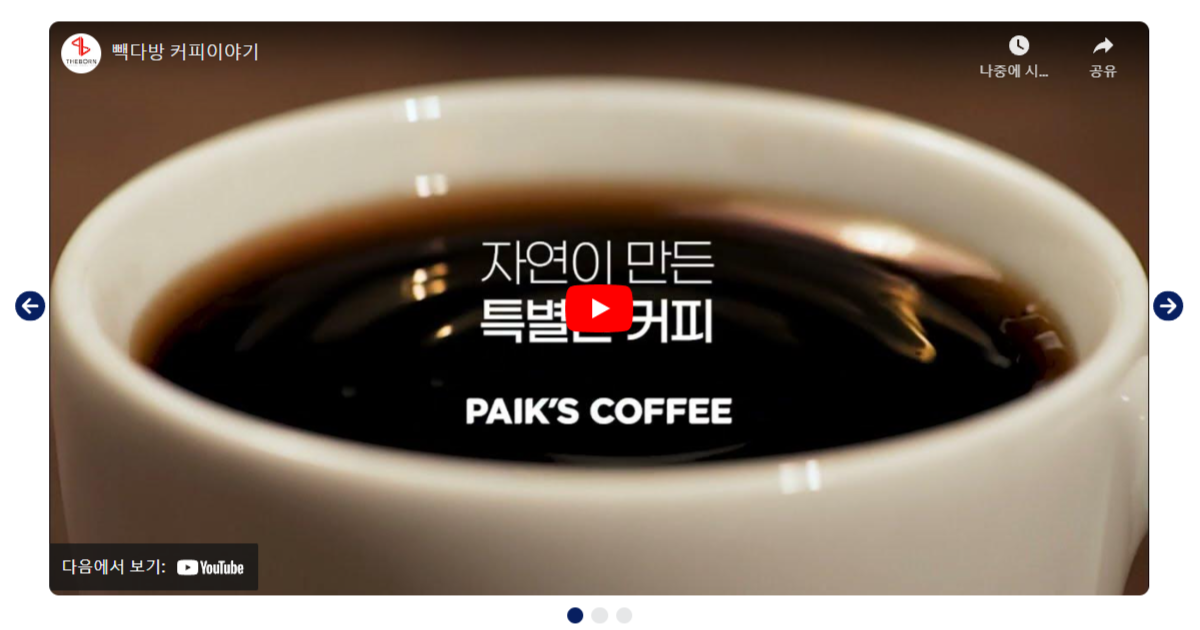 THEBORN
빽다방 커피이야기
나중에 시...
공유
자연이 만든
특별한 커피
PAIK'S COFFEE
다음에서 보기:
YouTube